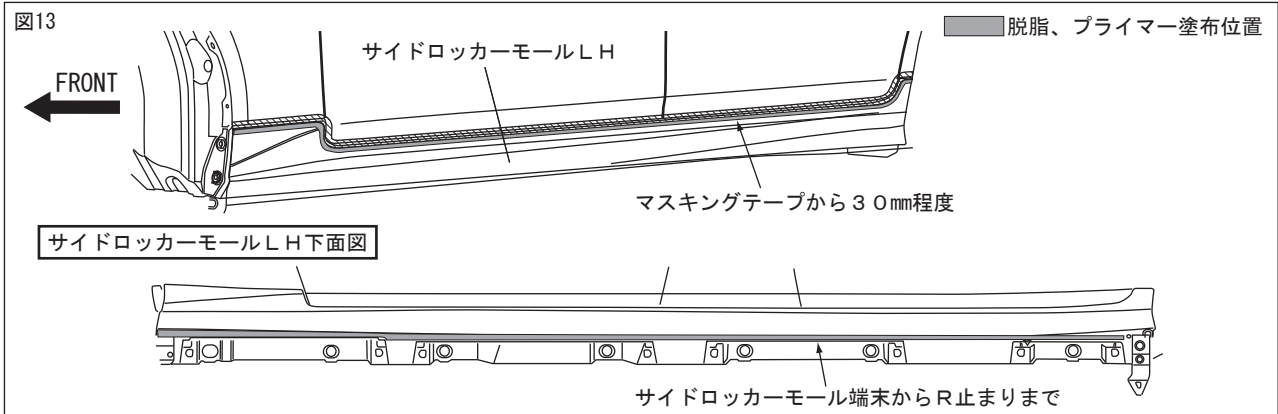 図13
脱脂、プライマー塗布位置
サイドロッカーモールＬＨ
FRONT
マスキングテープから３０㎜程度
サイドロッカーモールＬＨ下面図
サイドロッカーモール端末からＲ止まりまで